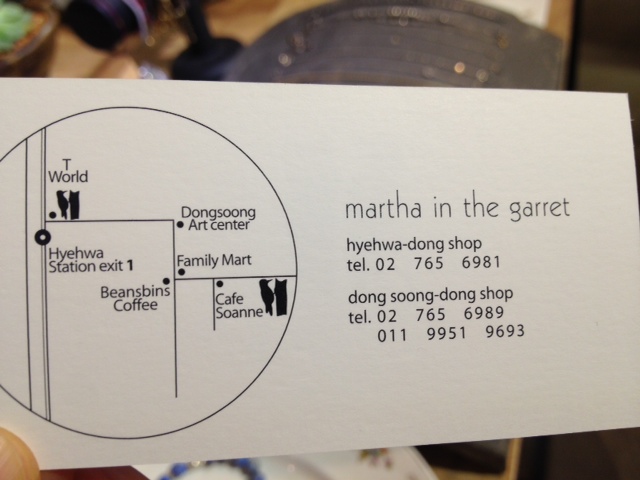 T
World
Hyehwa
Station exit 1
Dongsoong
Art center
Family Mart
Beansbins
Coffee
Cafe
Soanne
martha in the garret
hyehwa-dong shop
tel. 02 765 6981
dong soong-dong shop
tel. 02 765 6989
011 9951 9693